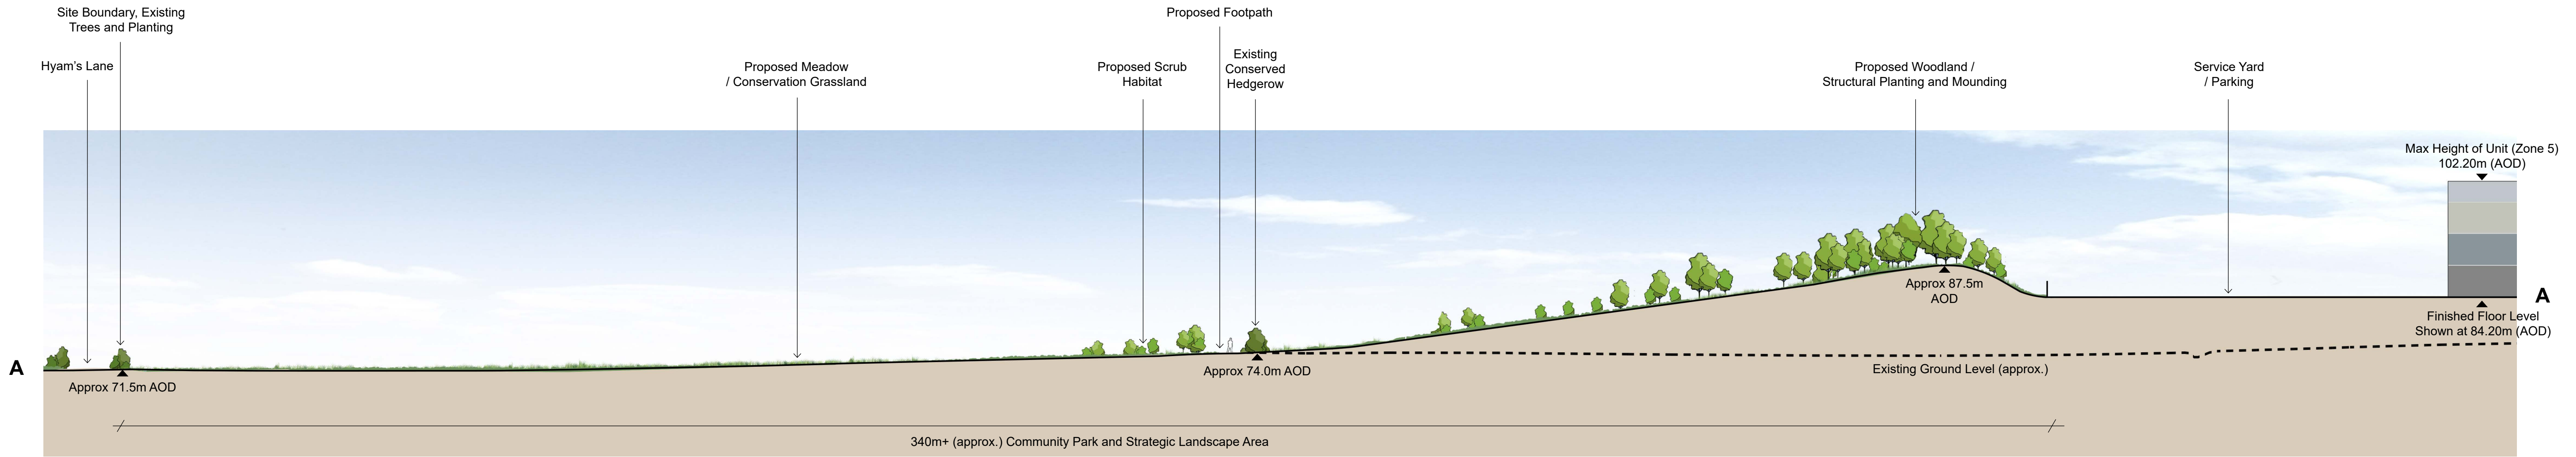 Site Boundary, Existing
Trees and Planting
Hyam's Lane
Proposed Meadow
/ Conservation Grassland
Proposed Scrub
Habitat
Proposed Footpath
Existing
Conserved
Hedgerow
Proposed Woodland /
Structural Planting and Mounding
Service Yard
/ Parking
Max Height of Unit (Zone 5)
102.20m (AOD)
Approx 87.5m
AOD
A
Finished Floor Level
Shown at 84.20m (AOD)
A
Approx 71.5m AOD
Approx 74.0m AOD
Existing Ground Level (approx.)
340m+ (approx.) Community Park and Strategic Landscape Area